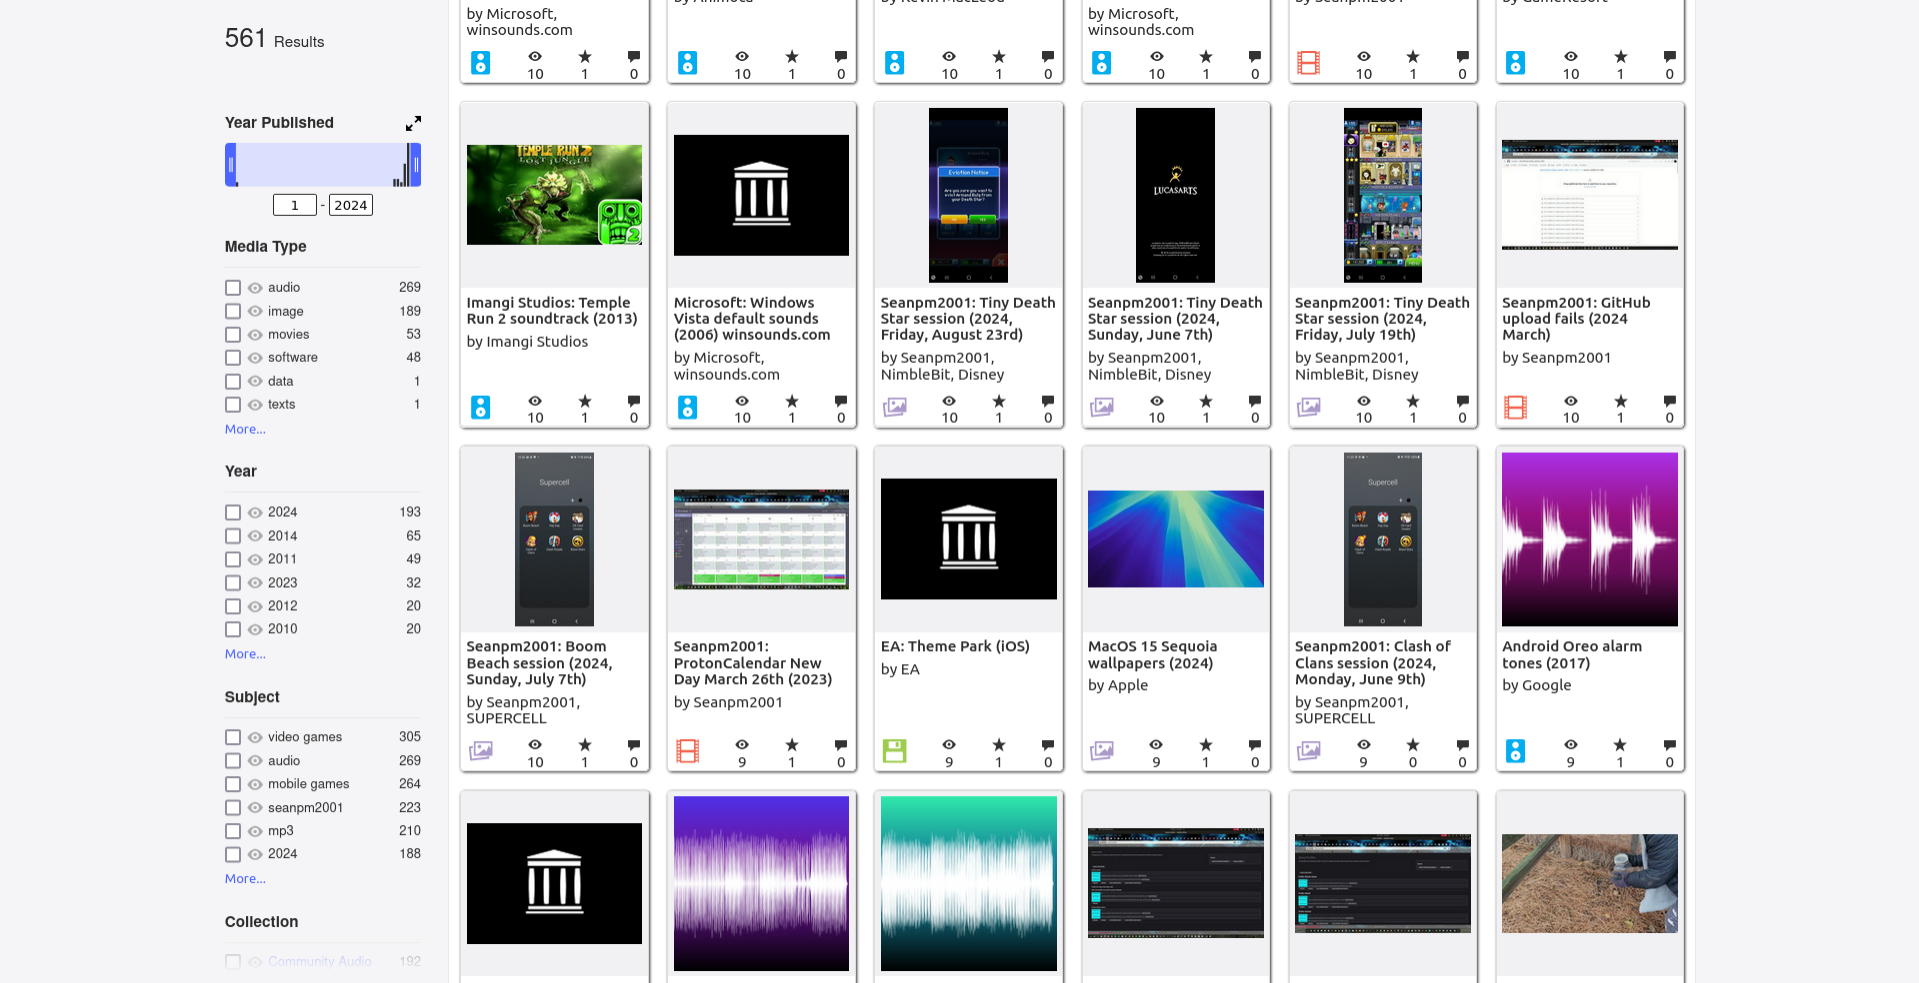 561 Results
Year Published
1 - 2024
Media Type
audio 269
image 189
movies 53
software 48
data 1
texts 1
More...
Year
2024 193
2014 65
2011 49
2023 32
2012 20
2010 20
More...
Subject
video games 305
audio 269
mobile games 264
seanpm2001 223
mp3 210
2024 188
More...
Collection
Community Audio 192
by Microsoft,
winsounds.com
10 1 0
10 1 0
10 1 0
by Microsoft,
winsounds.com
10 1 0
10 1 0
10 1 0
TEMPLE RUN 2
LOST JUNGLE
2
Imangi Studios: Temple
Run 2 soundtrack (2013)
by Imangi Studios
10 1 0
Microsoft: Windows
Vista default sounds
(2006) winsounds.com
by Microsoft,
winsounds.com
10 1 0
Eviction Notice
Seanpm2001: Tiny Death
Star session (2024,
Friday, August 23rd)
by Seanpm2001,
NimbleBit, Disney
10 1 0
LUCASARTS
Seanpm2001: Tiny Death
Star session (2024,
Sunday, June 7th)
by Seanpm2001,
NimbleBit, Disney
10 1 0
Seanpm2001: Tiny Death
Star session (2024,
Friday, July 19th)
by Seanpm2001,
NimbleBit, Disney
10 1 0
Seanpm2001: GitHub
upload fails (2024
March)
by Seanpm2001
10 1 0
Supercell
Seanpm2001: Boom
Beach session (2024,
Sunday, July 7th)
by Seanpm2001,
SUPERCELL
10 1 0
Seanpm2001:
ProtonCalendar New
Day March 26th (2023)
by Seanpm2001
9 1 0
EA: Theme Park (iOS)
by EA
9 1 0
MacOS 15 Sequoia
wallpapers (2024)
by Apple
9 1 0
Supercell
Seanpm2001: Clash of
Clans session (2024,
Monday, June 9th)
by Seanpm2001,
SUPERCELL
9 0 0
Android Oreo alarm
tones (2017)
by Google
9 1 0